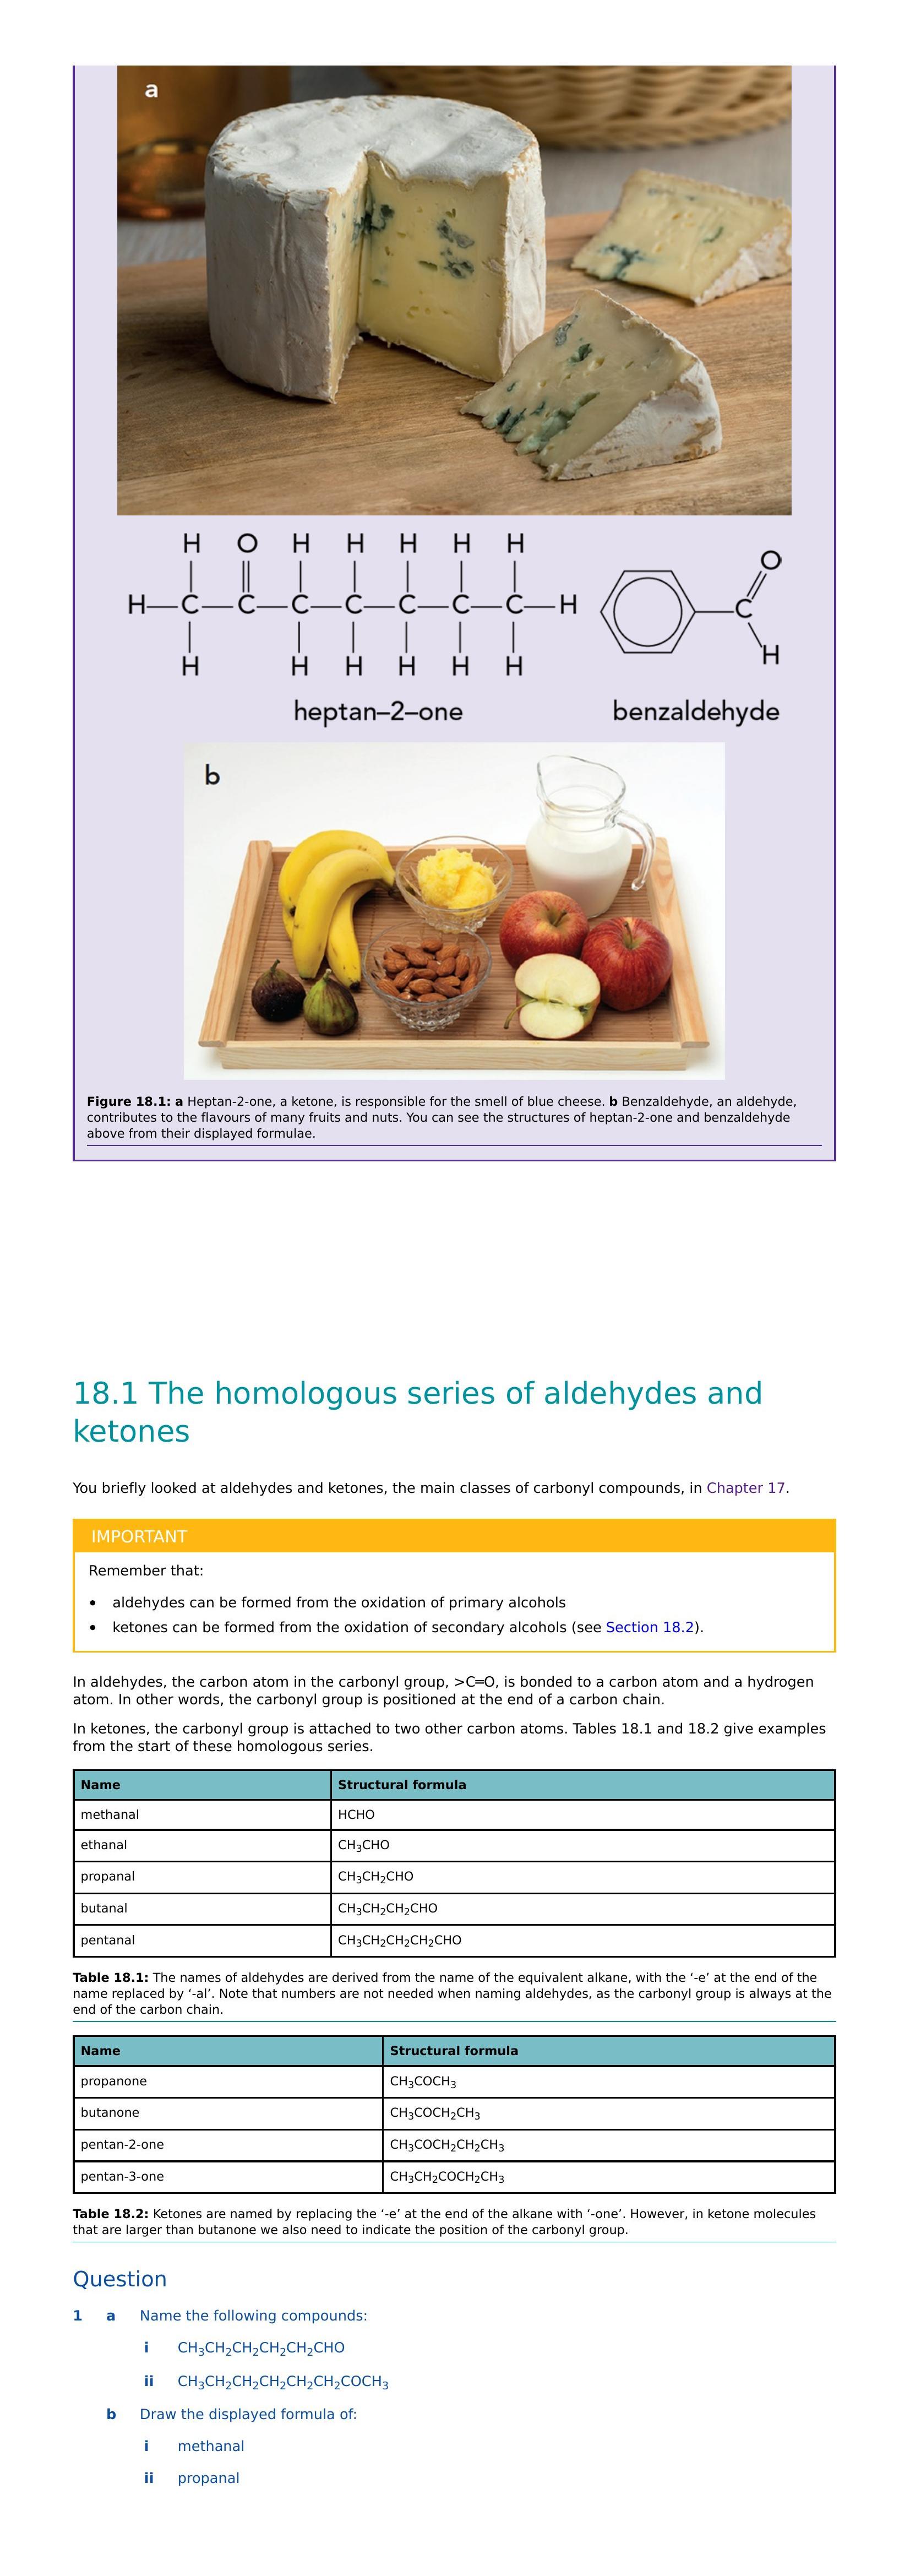 a
H O H H H H H
H—C—C—C—C—C—C—C—H
H H H H H H
O
C
H
heptan–2–one benzaldehyde
b
Figure 18.1: a Heptan-2-one, a ketone, is responsible for the smell of blue cheese. b Benzaldehyde, an aldehyde,
contributes to the flavours of many fruits and nuts. You can see the structures of heptan-2-one and benzaldehyde
above from their displayed formulae.
18.1 The homologous series of aldehydes and
ketones
You briefly looked at aldehydes and ketones, the main classes of carbonyl compounds, in Chapter 17.
IMPORTANT
Remember that:
• aldehydes can be formed from the oxidation of primary alcohols
• ketones can be formed from the oxidation of secondary alcohols (see Section 18.2).
In aldehydes, the carbon atom in the carbonyl group, >C═O, is bonded to a carbon atom and a hydrogen
atom. In other words, the carbonyl group is positioned at the end of a carbon chain.
In ketones, the carbonyl group is attached to two other carbon atoms. Tables 18.1 and 18.2 give examples
from the start of these homologous series.
Name Structural formula
methanal HCHO
ethanal CH₃CHO
propanal CH₃CH₂CHO
butanal CH₃CH₂CH₂CHO
pentanal CH₃CH₂CH₂CH₂CHO
Table 18.1: The names of aldehydes are derived from the name of the equivalent alkane, with the ‘-e’ at the end of the
name replaced by ‘-al’. Note that numbers are not needed when naming aldehydes, as the carbonyl group is always at the
end of the carbon chain.
Name Structural formula
propanone CH₃COCH₃
butanone CH₃COCH₂CH₃
pentan-2-one CH₃COCH₂CH₂CH₃
pentan-3-one CH₃CH₂COCH₂CH₃
Table 18.2: Ketones are named by replacing the ‘-e’ at the end of the alkane with ‘-one’. However, in ketone molecules
that are larger than butanone we also need to indicate the position of the carbonyl group.
Question
1 a Name the following compounds:
i CH₃CH₂CH₂CH₂CH₂CHO
ii CH₃CH₂CH₂CH₂CH₂CH₂COCH₃
b Draw the displayed formula of:
i methanal
ii propanal